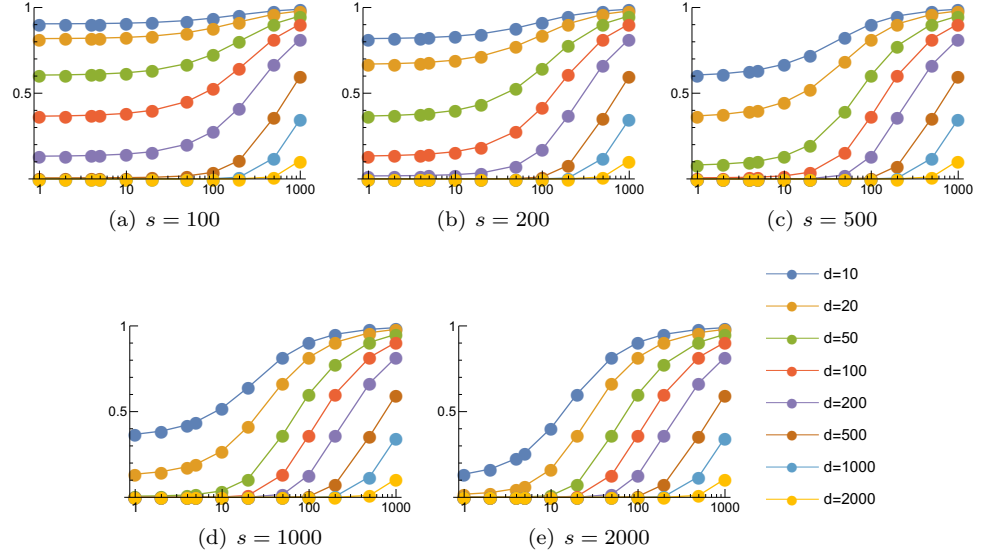 1
1
1
0.5
0.5
0.5
1 10 100 1000
1 10 100 1000
1 10 100 1000
(a) s = 100
(b) s = 200
(c) s = 500
d=10
d=20
d=50
d=100
d=200
d=500
d=1000
d=2000
1
1
0.5
0.5
1 10 100 1000
1 10 100 1000
(d) s = 1000
(e) s = 2000